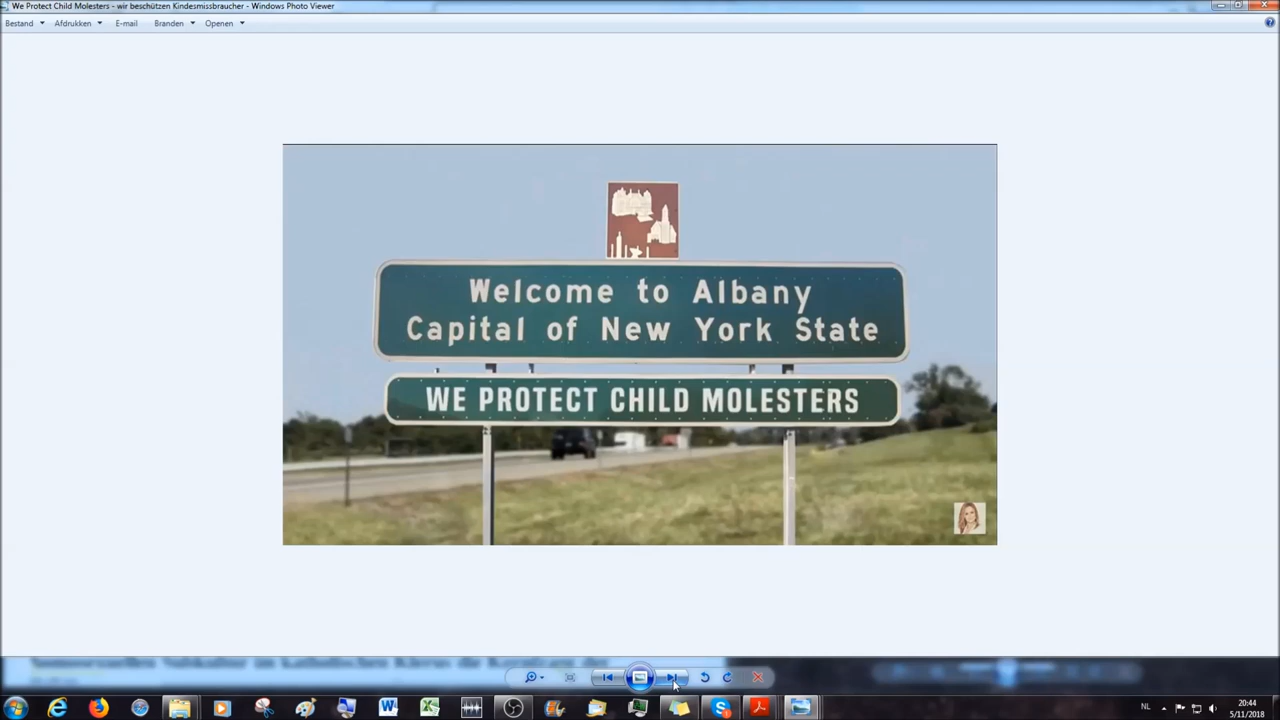 We Protect Child Molesters - wir beschützen Kindesmissbraucher - Windows Photo Viewer
Bestand Afdrukken E-mail Branden Openen
Welcome to Albany
Capital of New York State
WE PROTECT CHILD MOLESTERS
NL 20:44
5/11/2018